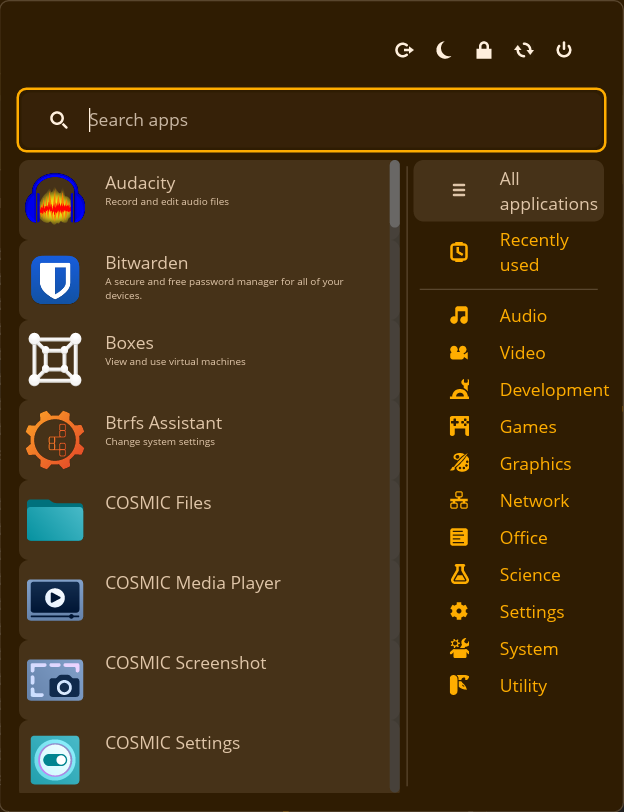 Search apps
Audacity
Record and edit audio files
Bitwarden
A secure and free password manager for all of your
devices.
Boxes
View and use virtual machines
Btrfs Assistant
Change system settings
COSMIC Files
COSMIC Media Player
COSMIC Screenshot
COSMIC Settings
All
applications
Recently
used
Audio
Video
Development
Games
Graphics
Network
Office
Science
Settings
System
Utility